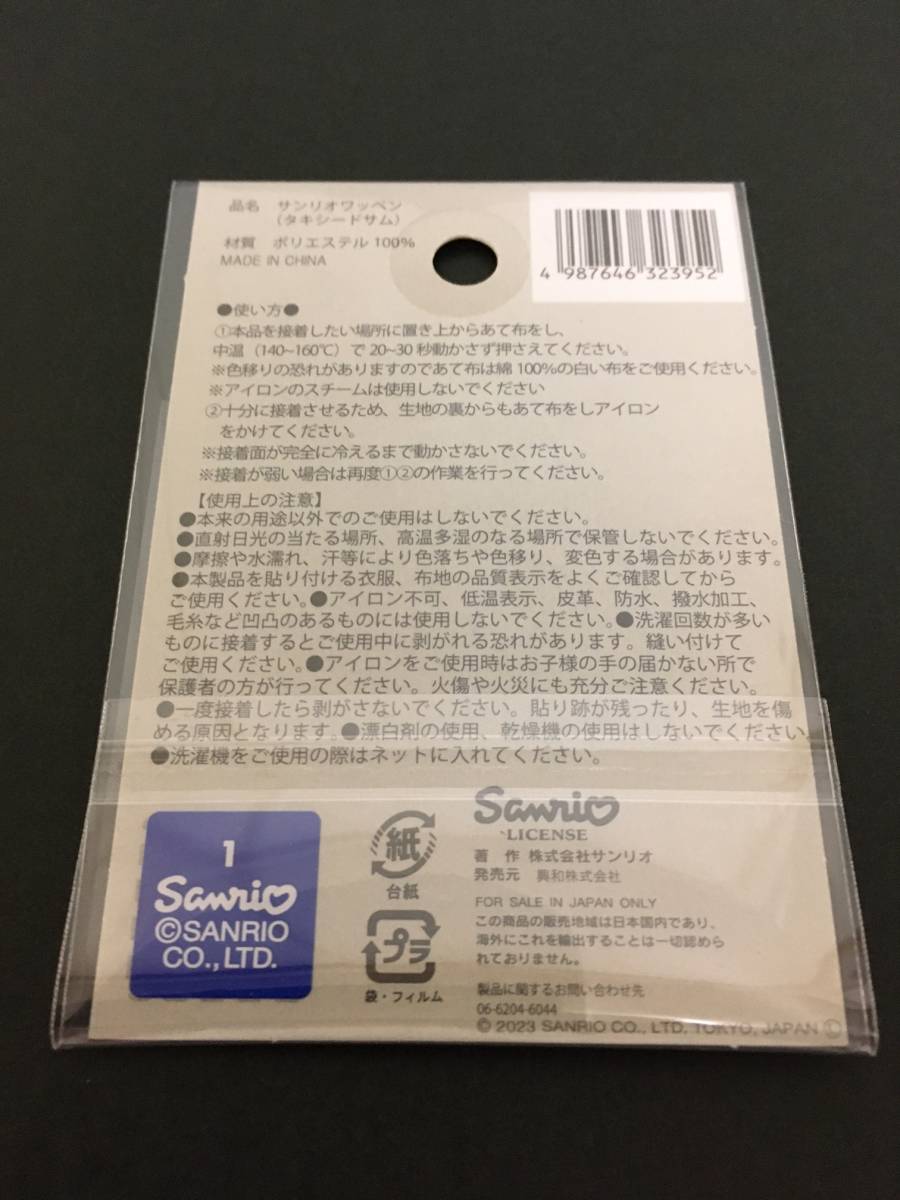 品名 サンリオワッペン
(タキシードサム)
材質 ポリエステル 100%
MADE IN CHINA
4 987646 323952
●使い方●
①本品を接着したい場所に置き上からあて布をし、
中温(140~160℃)で20~30秒動かさず押さえてください。
※色移りの恐れがありますのであて布は綿100%の白い布をご使用ください。
※アイロンのスチームは使用しないでください
②十分に接着させるため、生地の裏からもあて布をしアイロン
をかけてください。
※接着面が完全に冷えるまで動かさないでください。
※接着が弱い場合は再度①②の作業を行ってください。
【使用上の注意】
●本来の用途以外でのご使用はしないでください。
●直射日光の当たる場所、高温多湿のなる場所で保管しないでください。
●摩擦や水濡れ、汗等により色落ちや色移り、変色する場合があります。
●本製品を貼り付ける衣服、布地の品質表示をよくご確認してから
ご使用ください。●アイロン不可、低温表示、皮革、防水、撥水加工、
毛糸など凹凸のあるものには使用しないでください。●洗濯回数が多い
ものに接着するとご使用中に剥がれる恐れがあります。縫い付けて
ご使用ください。●アイロンをご使用時はお子様の手の届かない所で
保護者の方が行ってください。火傷や火災にも充分ご注意ください。
●一度接着したら剥がさないでください。貼り跡が残ったり、生地を傷
める原因となります。●漂白剤の使用、乾燥機の使用はしないでください。
●洗濯機をご使用の際はネットに入れてください。
1
Sanrio
©SANRIO
CO., LTD.
紙
台紙
プラ
袋・フィルム
Sanrio
LICENSE
著 作 株式会社サンリオ
発売元 興和株式会社
FOR SALE IN JAPAN ONLY
この商品の販売地域は日本国内であり、
海外にこれを輸出することは一切認めら
れておりません。
製品に関するお問い合わせ先
06-6204-6044
© 2023 SANRIO CO., LTD. TOKYO, JAPAN Ⓛ